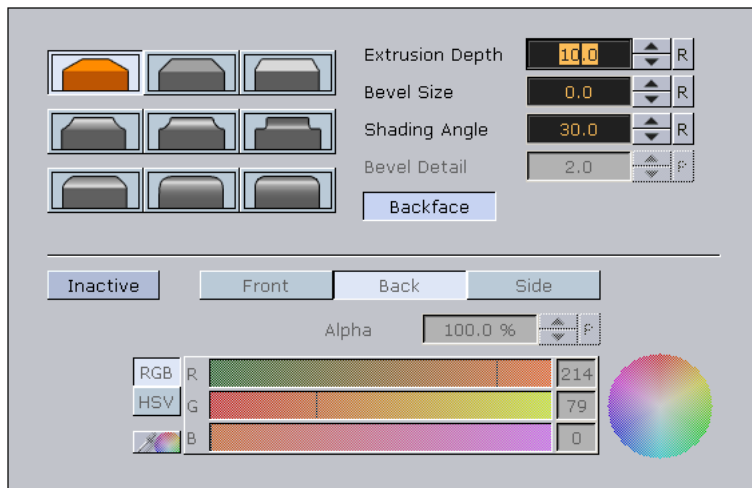 Extrusion Depth 10.0 R
Bevel Size 0.0 R
Shading Angle 30.0 R
Bevel Detail 2.0
Backface
Inactive Front Back Side
Alpha 100.0 %
RGB R 214
HSV G 79
B 0